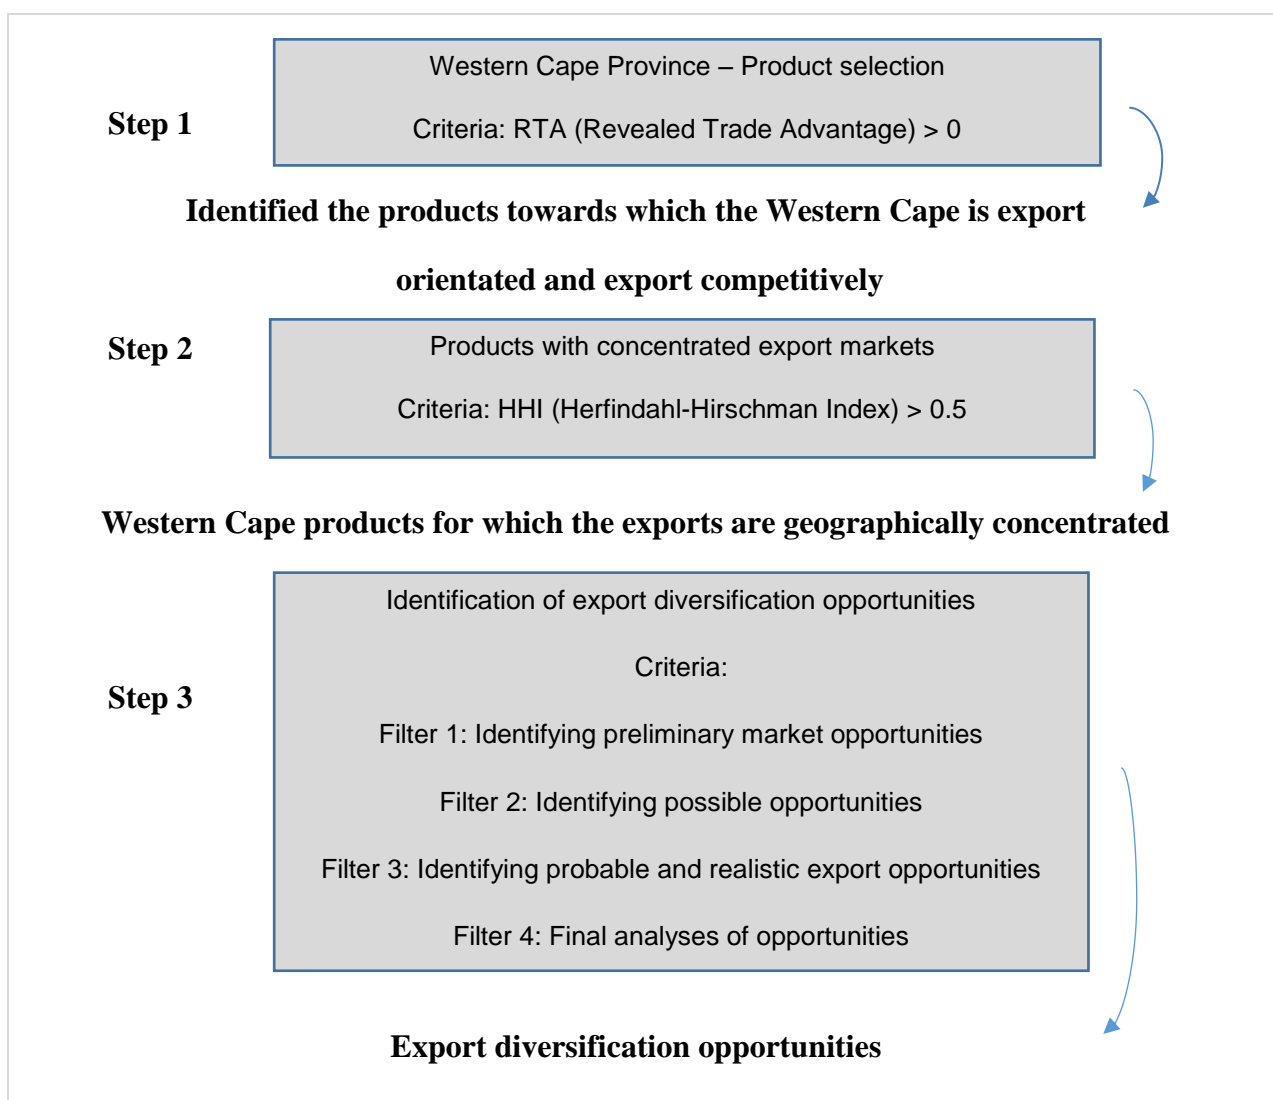 Western Cape Province – Product selection
Step 1
Criteria: RTA (Revealed Trade Advantage) > 0
Identified the products towards which the Western Cape is export
orientated and export competitively
Step 2
Products with concentrated export markets
Criteria: HHI (Herfindahl-Hirschman Index) > 0.5
Western Cape products for which the exports are geographically concentrated
Identification of export diversification opportunities
Criteria:
Step 3
Filter 1: Identifying preliminary market opportunities
Filter 2: Identifying possible opportunities
Filter 3: Identifying probable and realistic export opportunities
Filter 4: Final analyses of opportunities
Export diversification opportunities